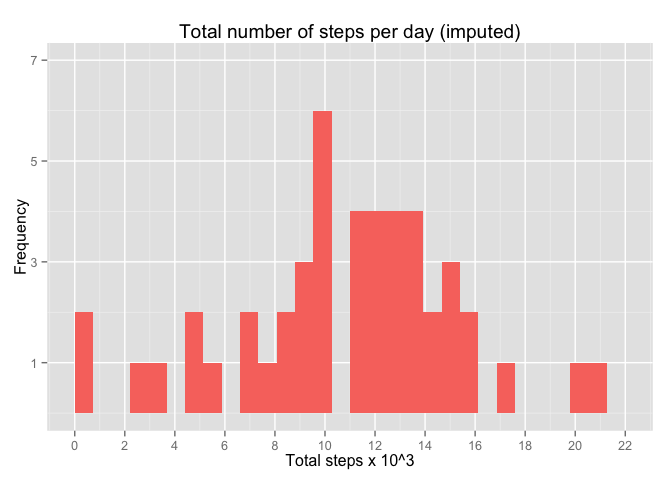 Total number of steps per day (imputed)
7
5
3
1
Frequency
0 2 4 6 8 10 12 14 16 18 20 22
Total steps x 10^3